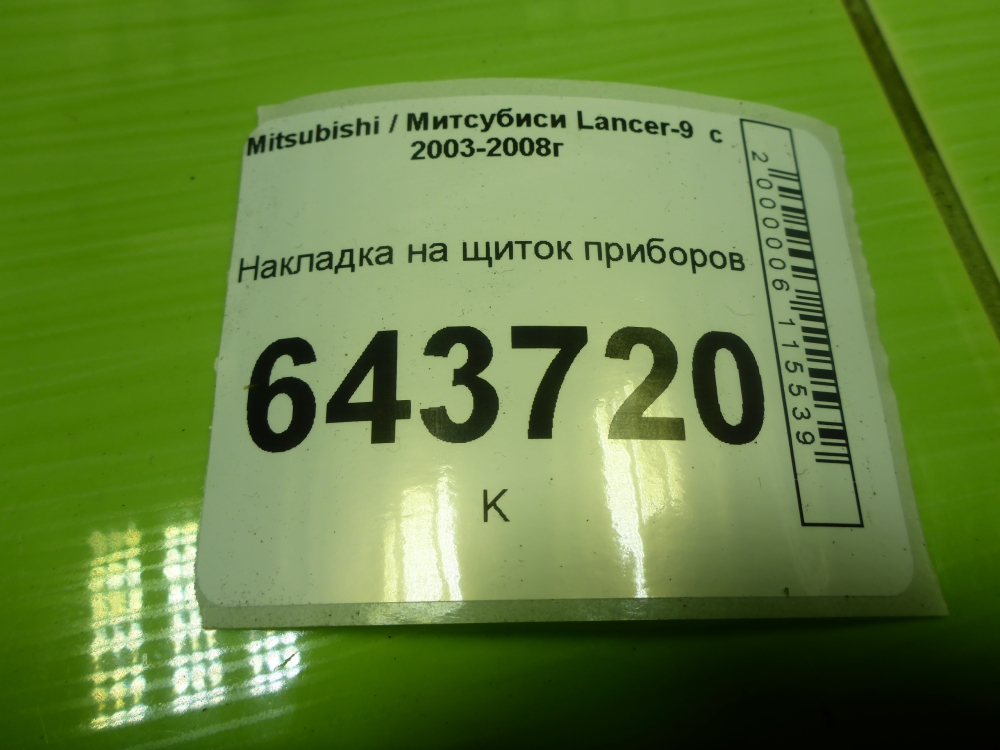 Mitsubishi / Митсубиси Lancer-9 с
2003-2008г
Накладка на щиток приборов
643720
К
2000006115539